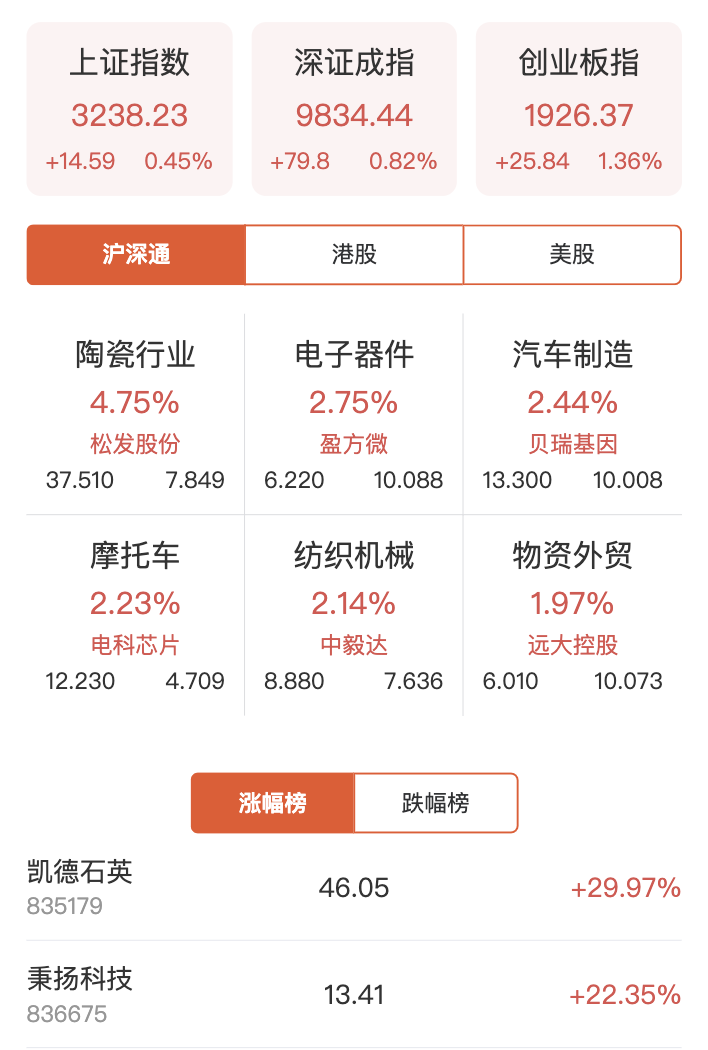 上证指数 深证成指 创业板指
3238.23 9834.44 1926.37
+14.59 0.45% +79.8 0.82% +25.84 1.36%
沪深通 港股 美股
陶瓷行业 电子器件 汽车制造
4.75% 2.75% 2.44%
松发股份 盈方微 贝瑞基因
37.510 7.849 6.220 10.088 13.300 10.008
摩托车 纺织机械 物资外贸
2.23% 2.14% 1.97%
电科芯片 中毅达 远大控股
12.230 4.709 8.880 7.636 6.010 10.073
涨幅榜 跌幅榜
凯德石英
46.05 +29.97%
835179
秉扬科技
13.41 +22.35%
836675